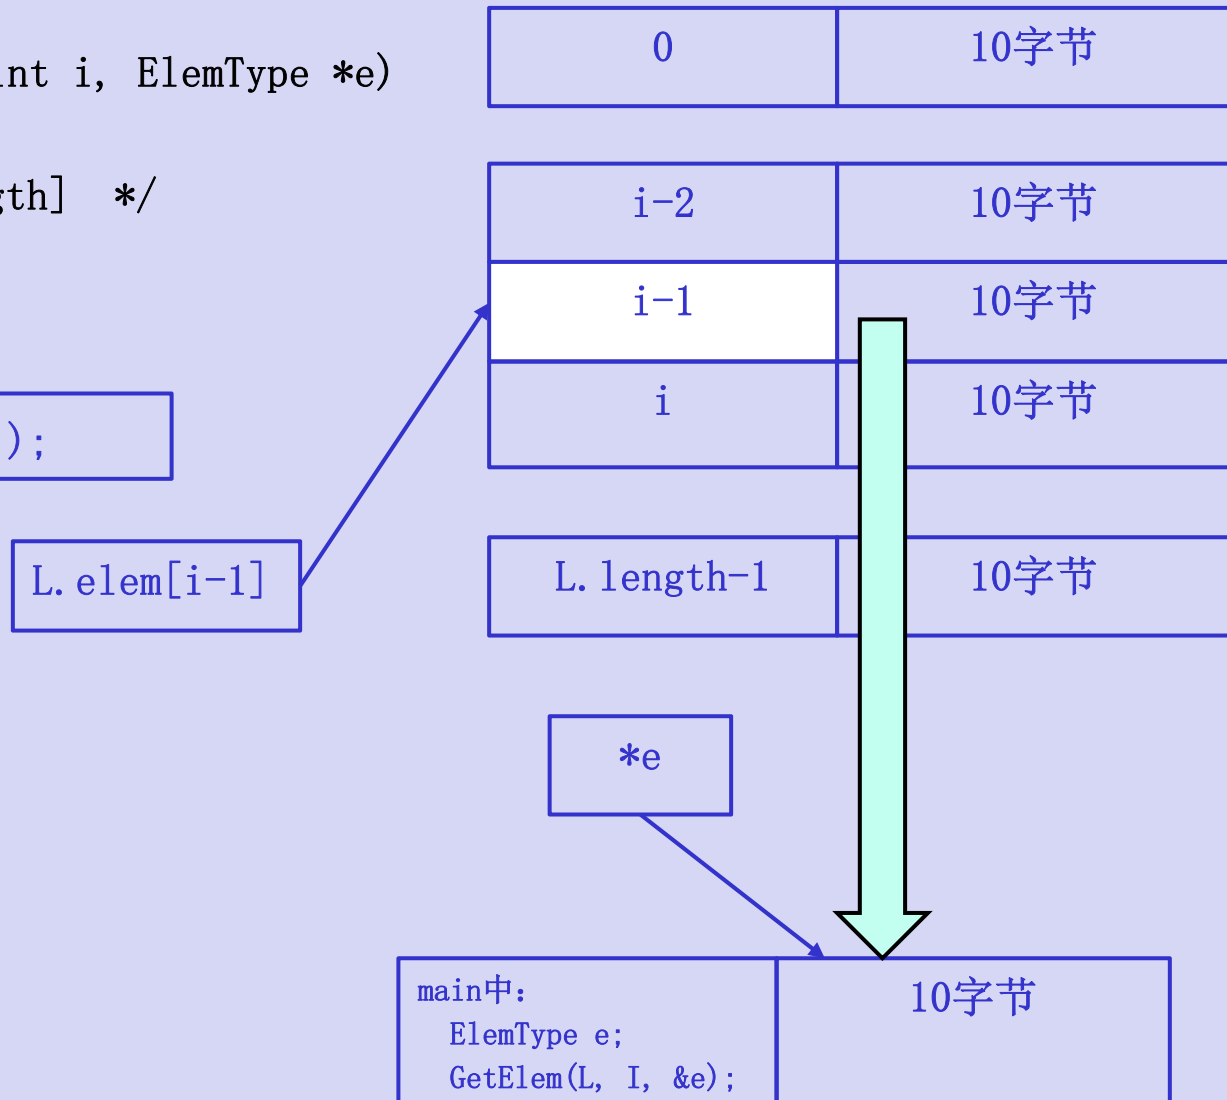 int i, ElemType *e)
gth] */
);
L.elem[i-1]
0 10字节
i-2 10字节
i-1 10字节
i 10字节
L.length-1 10字节
*e
main中: 10字节
ElemType e;
GetElem(L, I, &e);